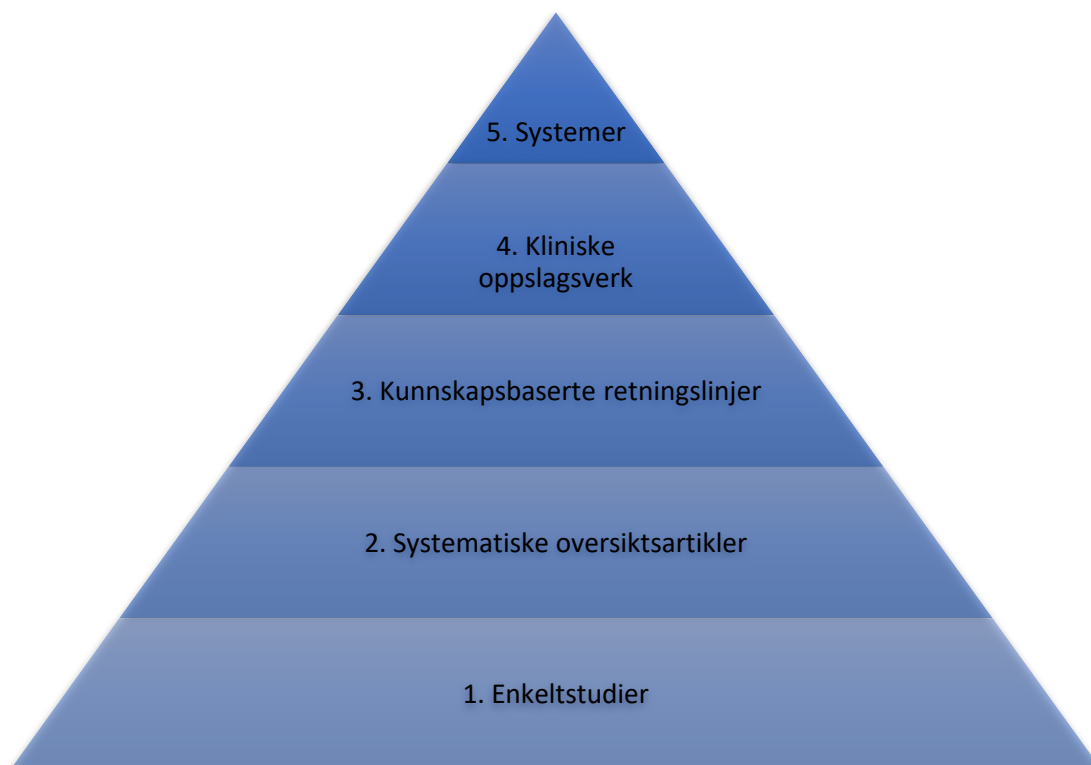 5. Systemer
4. Kliniske
oppslagsverk
3. Kunnskapsbaserte retningslinjer
2. Systematiske oversiktsartikler
1. Enkeltstudier